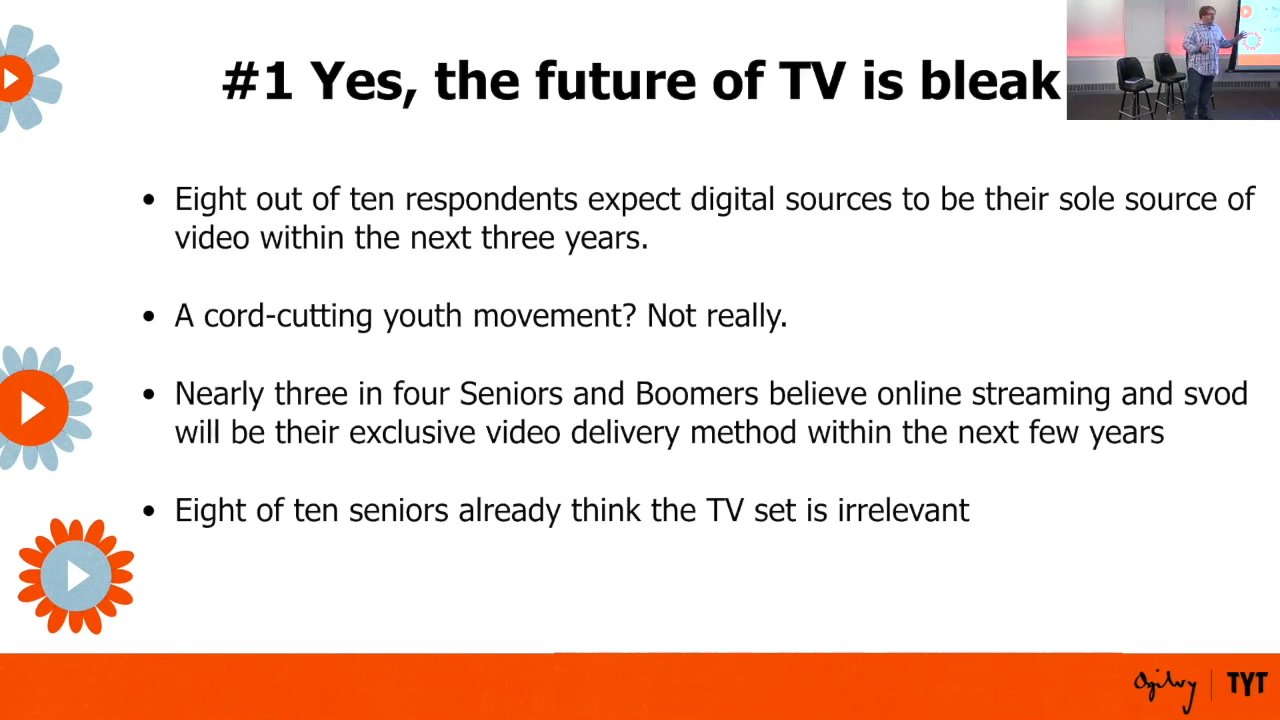 #1 Yes, the future of TV is bleak
• Eight out of ten respondents expect digital sources to be their sole source of
video within the next three years.
• A cord-cutting youth movement? Not really.
• Nearly three in four Seniors and Boomers believe online streaming and svod
will be their exclusive video delivery method within the next few years
• Eight of ten seniors already think the TV set is irrelevant
Ogilvy | TYT